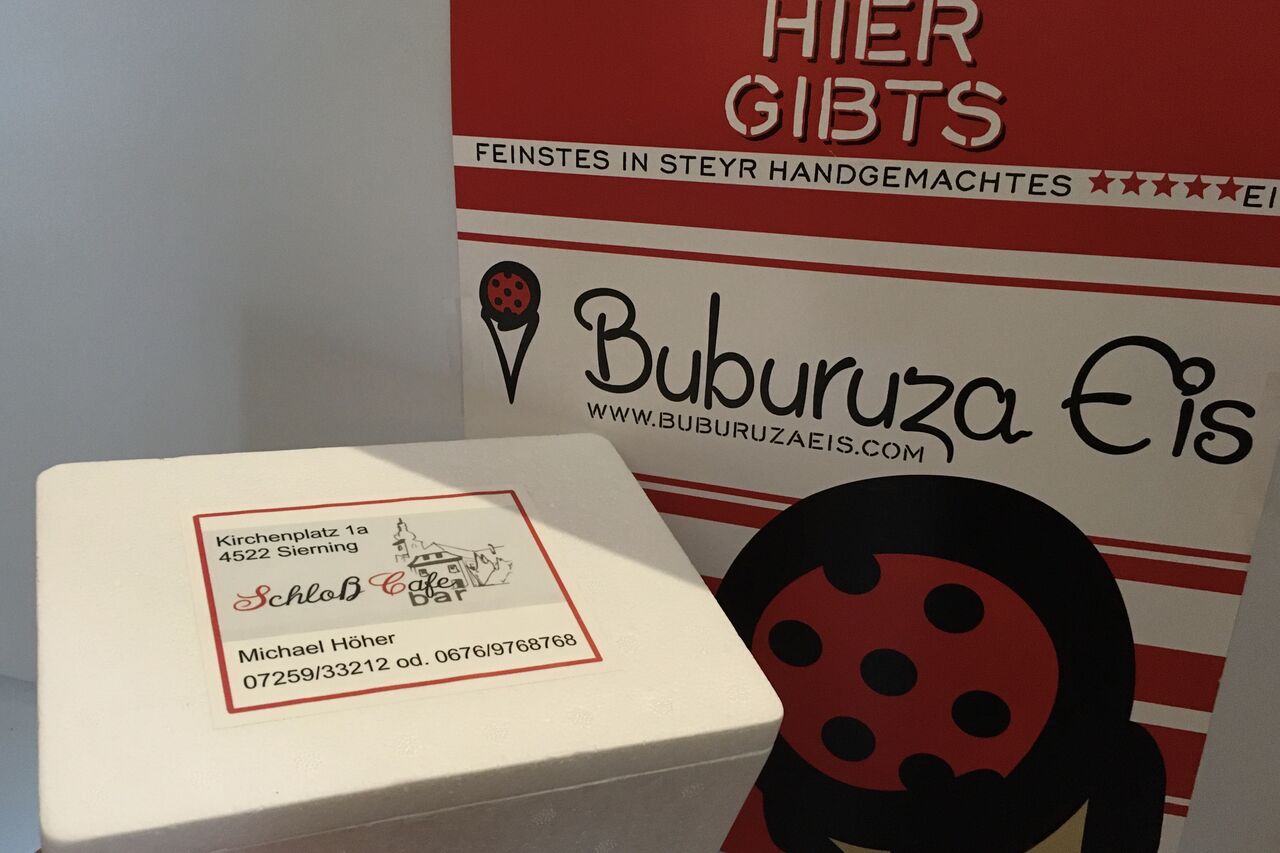 HIER
GIBTS
FEINSTES IN STEYR HANDGEMACHTES ★★★★★EI
Buburuza Eis
WWW.BUBURUZAEIS.COM
Kirchenplatz 1a
4522 Sierning
Schloß Cafe
bar
Michael Höher
07259/33212 od. 0676/9768768